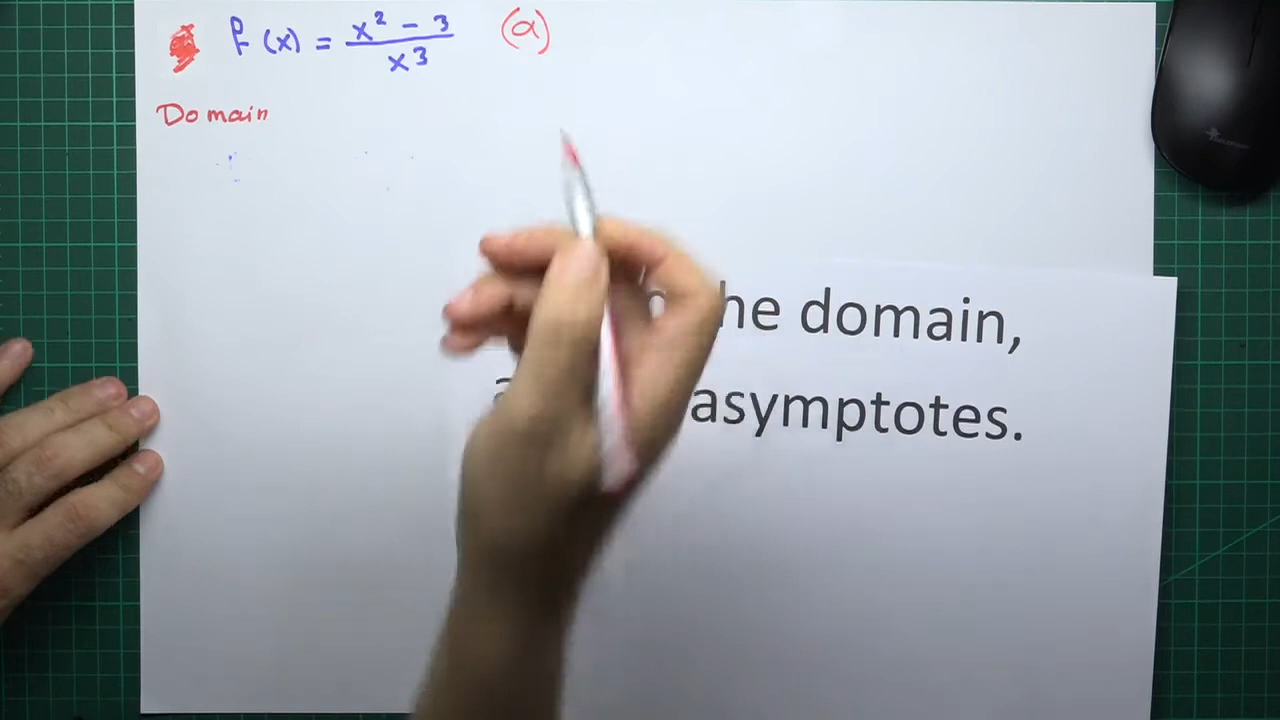 f(x) = x² - 3 / x³ (a)
Domain
he domain,
asymptotes.